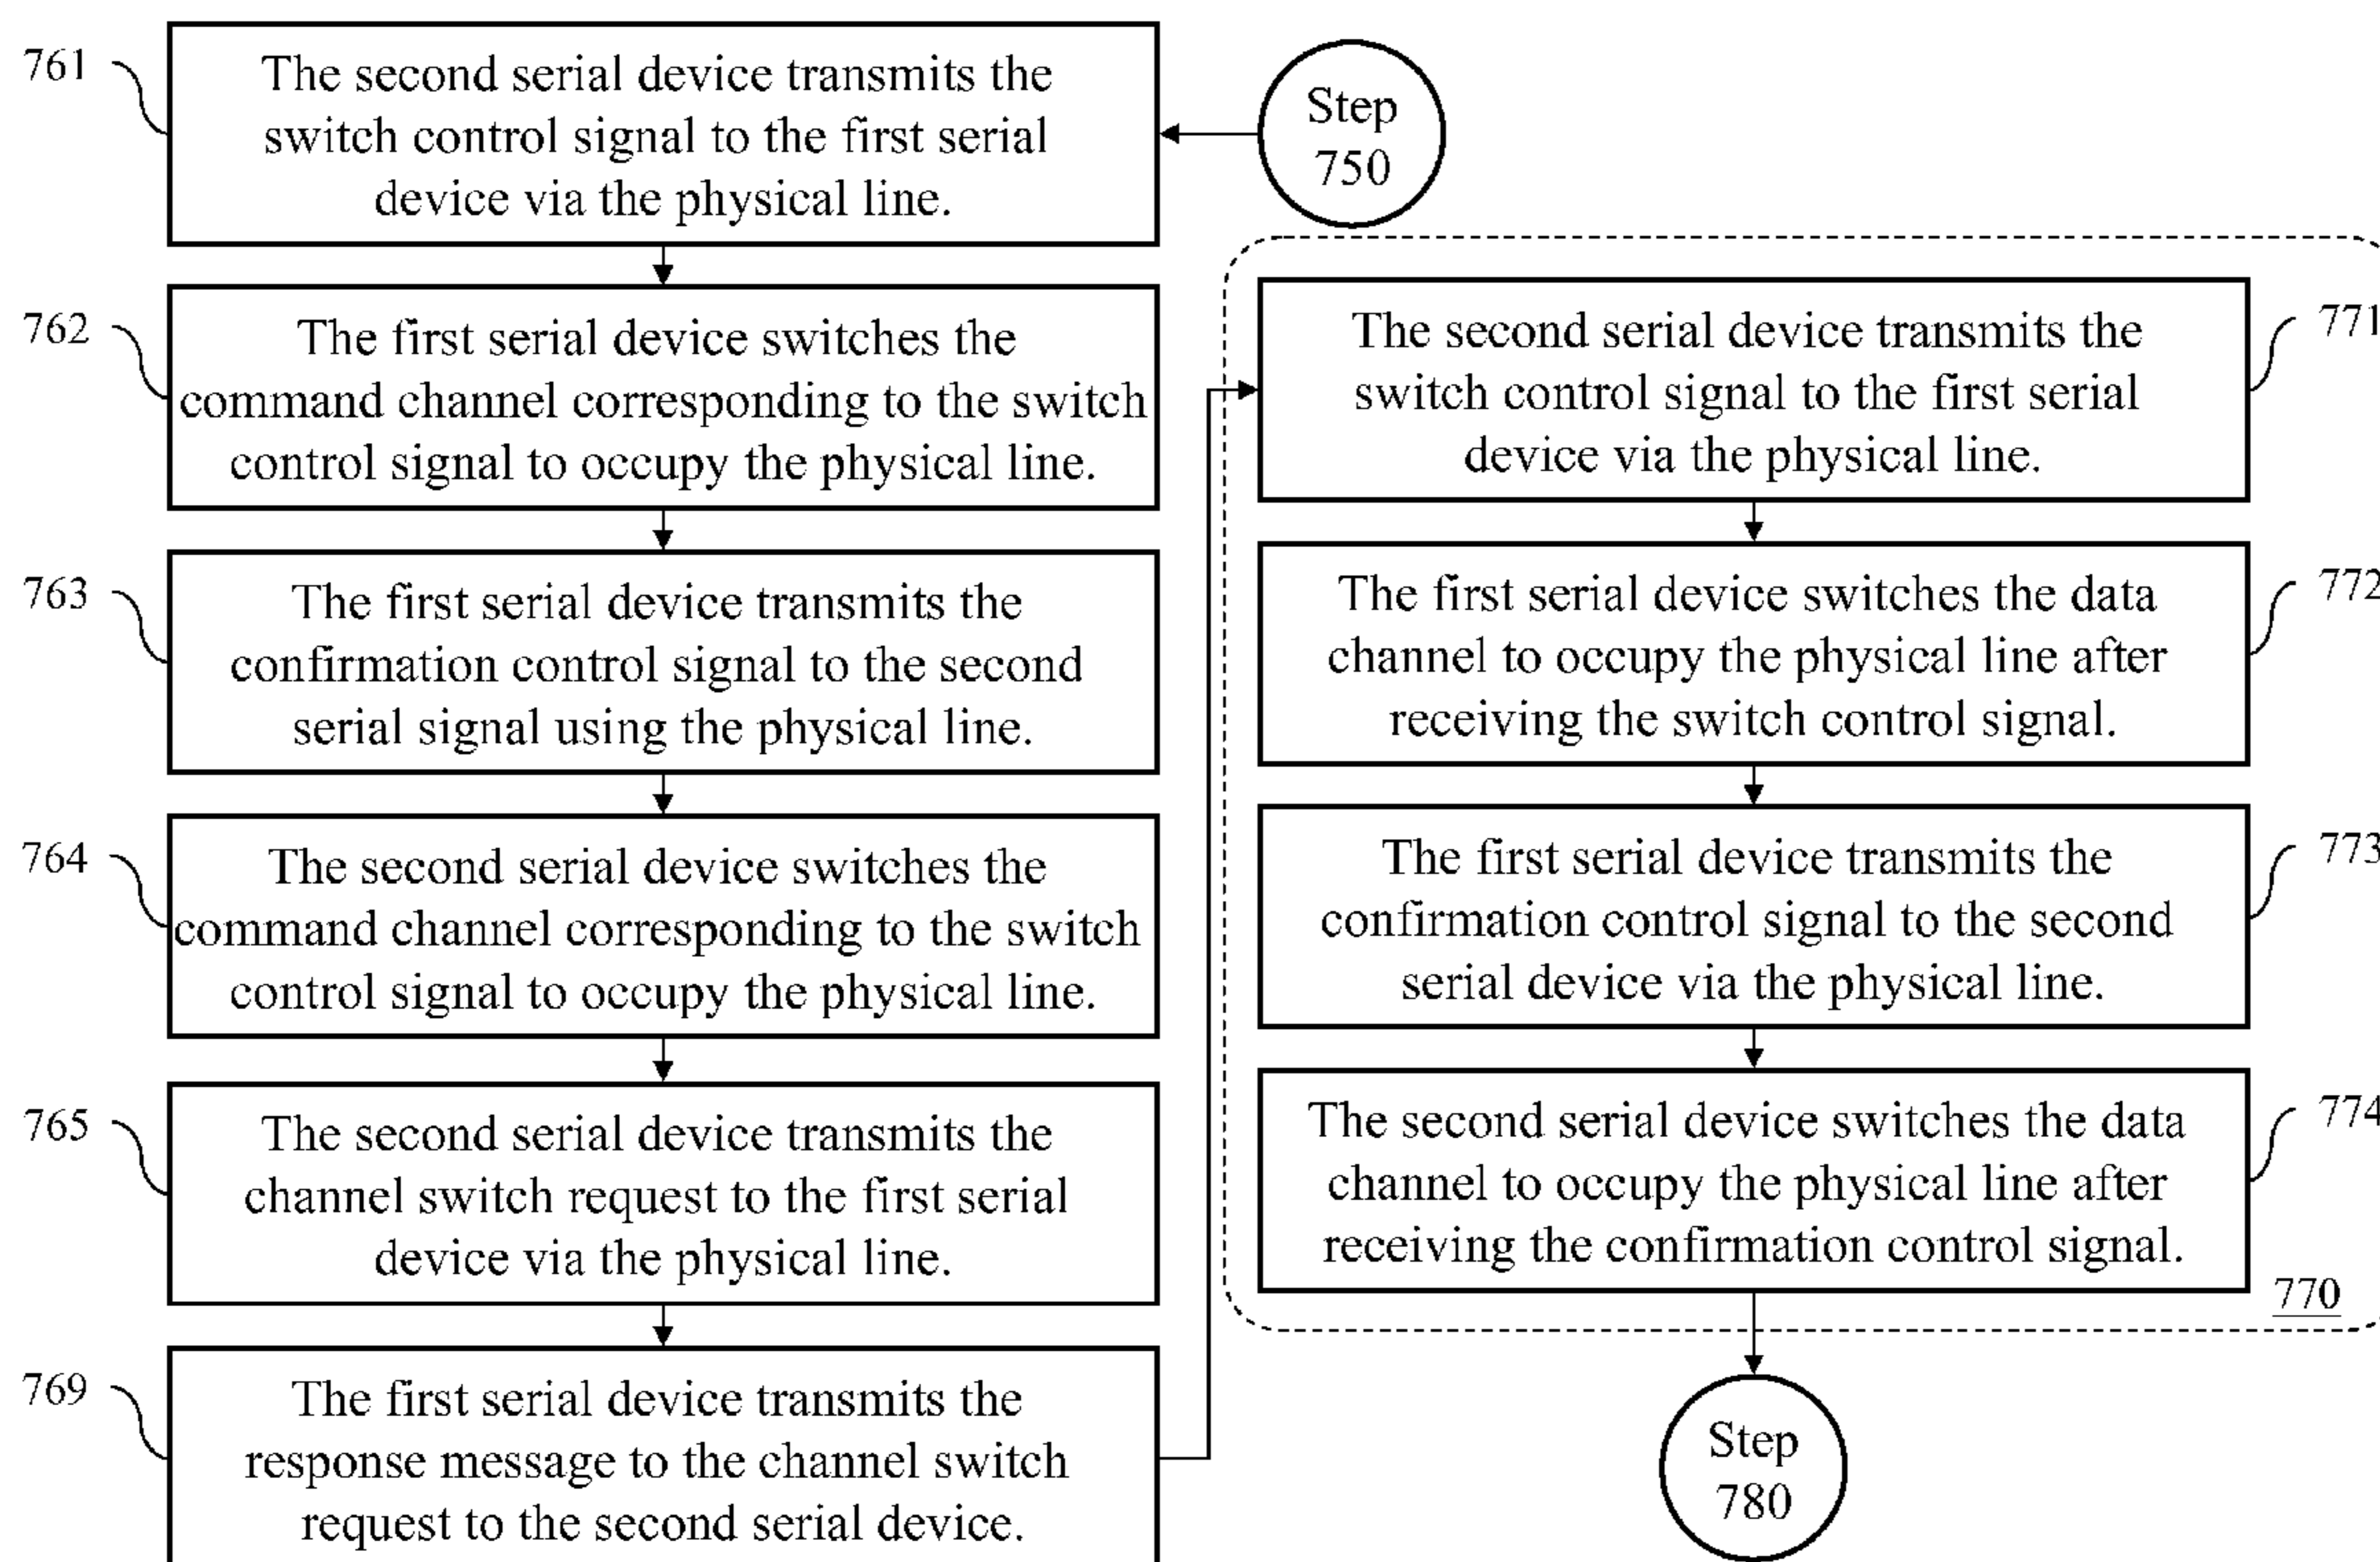 761
The second serial device transmits the
switch control signal to the first serial
device via the physical line.
Step
750
762
The first serial device switches the
command channel corresponding to the switch
control signal to occupy the physical line.
763
The first serial device transmits the
confirmation control signal to the second
serial signal using the physical line.
764
The second serial device switches the
command channel corresponding to the switch
control signal to occupy the physical line.
765
The second serial device transmits the
channel switch request to the first serial
device via the physical line.
769
The first serial device transmits the
response message to the channel switch
request to the second serial device.
771
The second serial device transmits the
switch control signal to the first serial
device via the physical line.
772
The first serial device switches the data
channel to occupy the physical line after
receiving the switch control signal.
773
The first serial device transmits the
confirmation control signal to the second
serial device via the physical line.
774
The second serial device switches the data
channel to occupy the physical line after
receiving the confirmation control signal.
770
Step
780